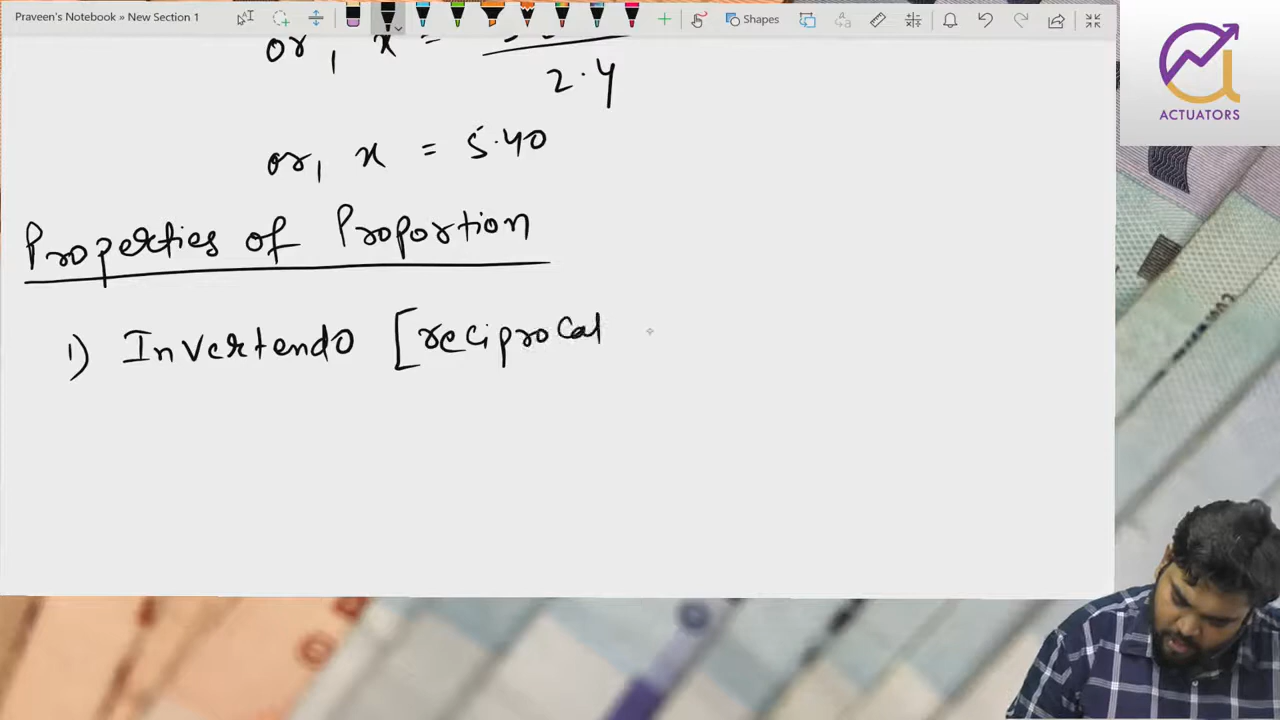 Praveen's Notebook » New Section 1
Shapes
ACTUATORS
or, x =
2.4
or, x = 5.40
Properties of Proportion
1) Invertendo [reciprocal